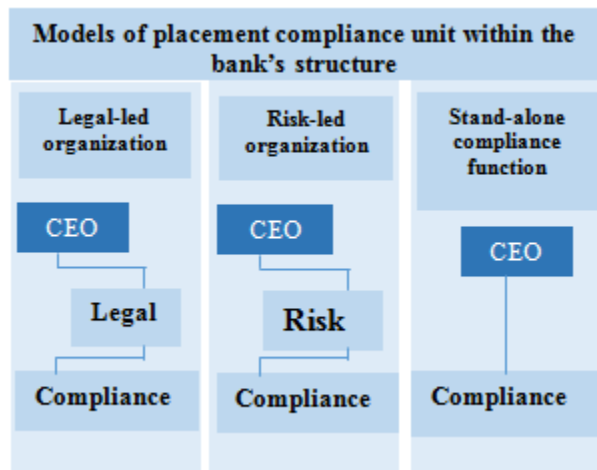 Models of placement compliance unit within the
bank's structure
Legal-led
organization
CEO
Legal
Compliance
Risk-led
organization
CEO
Risk
Compliance
Stand-alone
compliance
function
CEO
Compliance